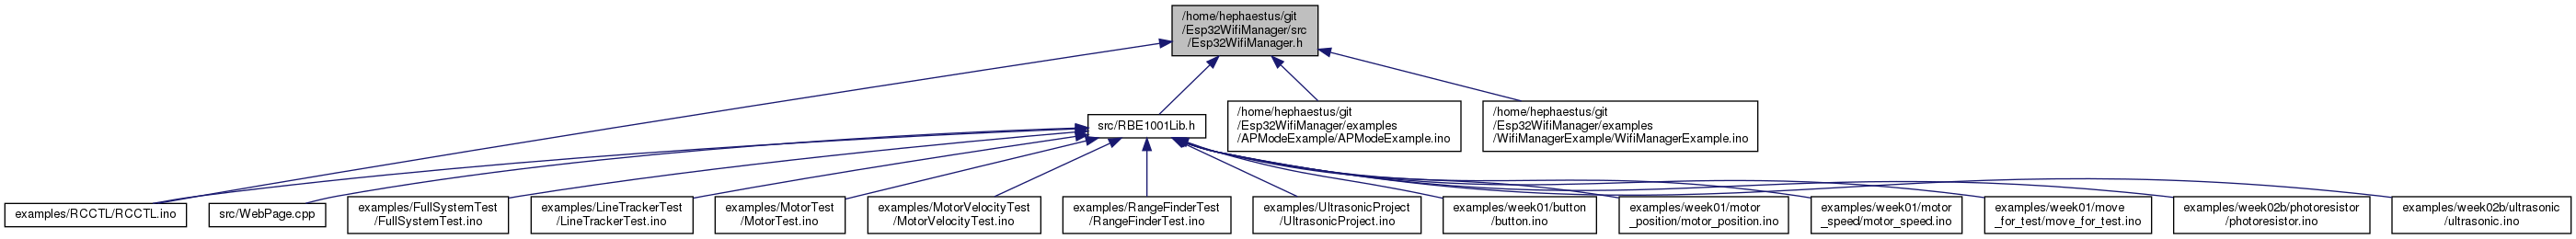 /home/hephaestus/git
/Esp32WifiManager/src
/Esp32WifiManager.h
src/RBE1001Lib.h
/home/hephaestus/git
/Esp32WifiManager/examples
/APModeExample/APModeExample.ino
/home/hephaestus/git
/Esp32WifiManager/examples
/WifiManagerExample/WifiManagerExample.ino
examples/RCCTL/RCCTL.ino
src/WebPage.cpp
examples/FullSystemTest
/FullSystemTest.ino
examples/LineTrackerTest
/LineTrackerTest.ino
examples/MotorTest
/MotorTest.ino
examples/MotorVelocityTest
/MotorVelocityTest.ino
examples/RangeFinderTest
/RangeFinderTest.ino
examples/UltrasonicProject
/UltrasonicProject.ino
examples/week01/button
/button.ino
examples/week01/motor
_position/motor_position.ino
examples/week01/motor
_speed/motor_speed.ino
examples/week01/move
_for_test/move_for_test.ino
examples/week02b/photoresistor
/photoresistor.ino
examples/week02b/ultrasonic
/ultrasonic.ino